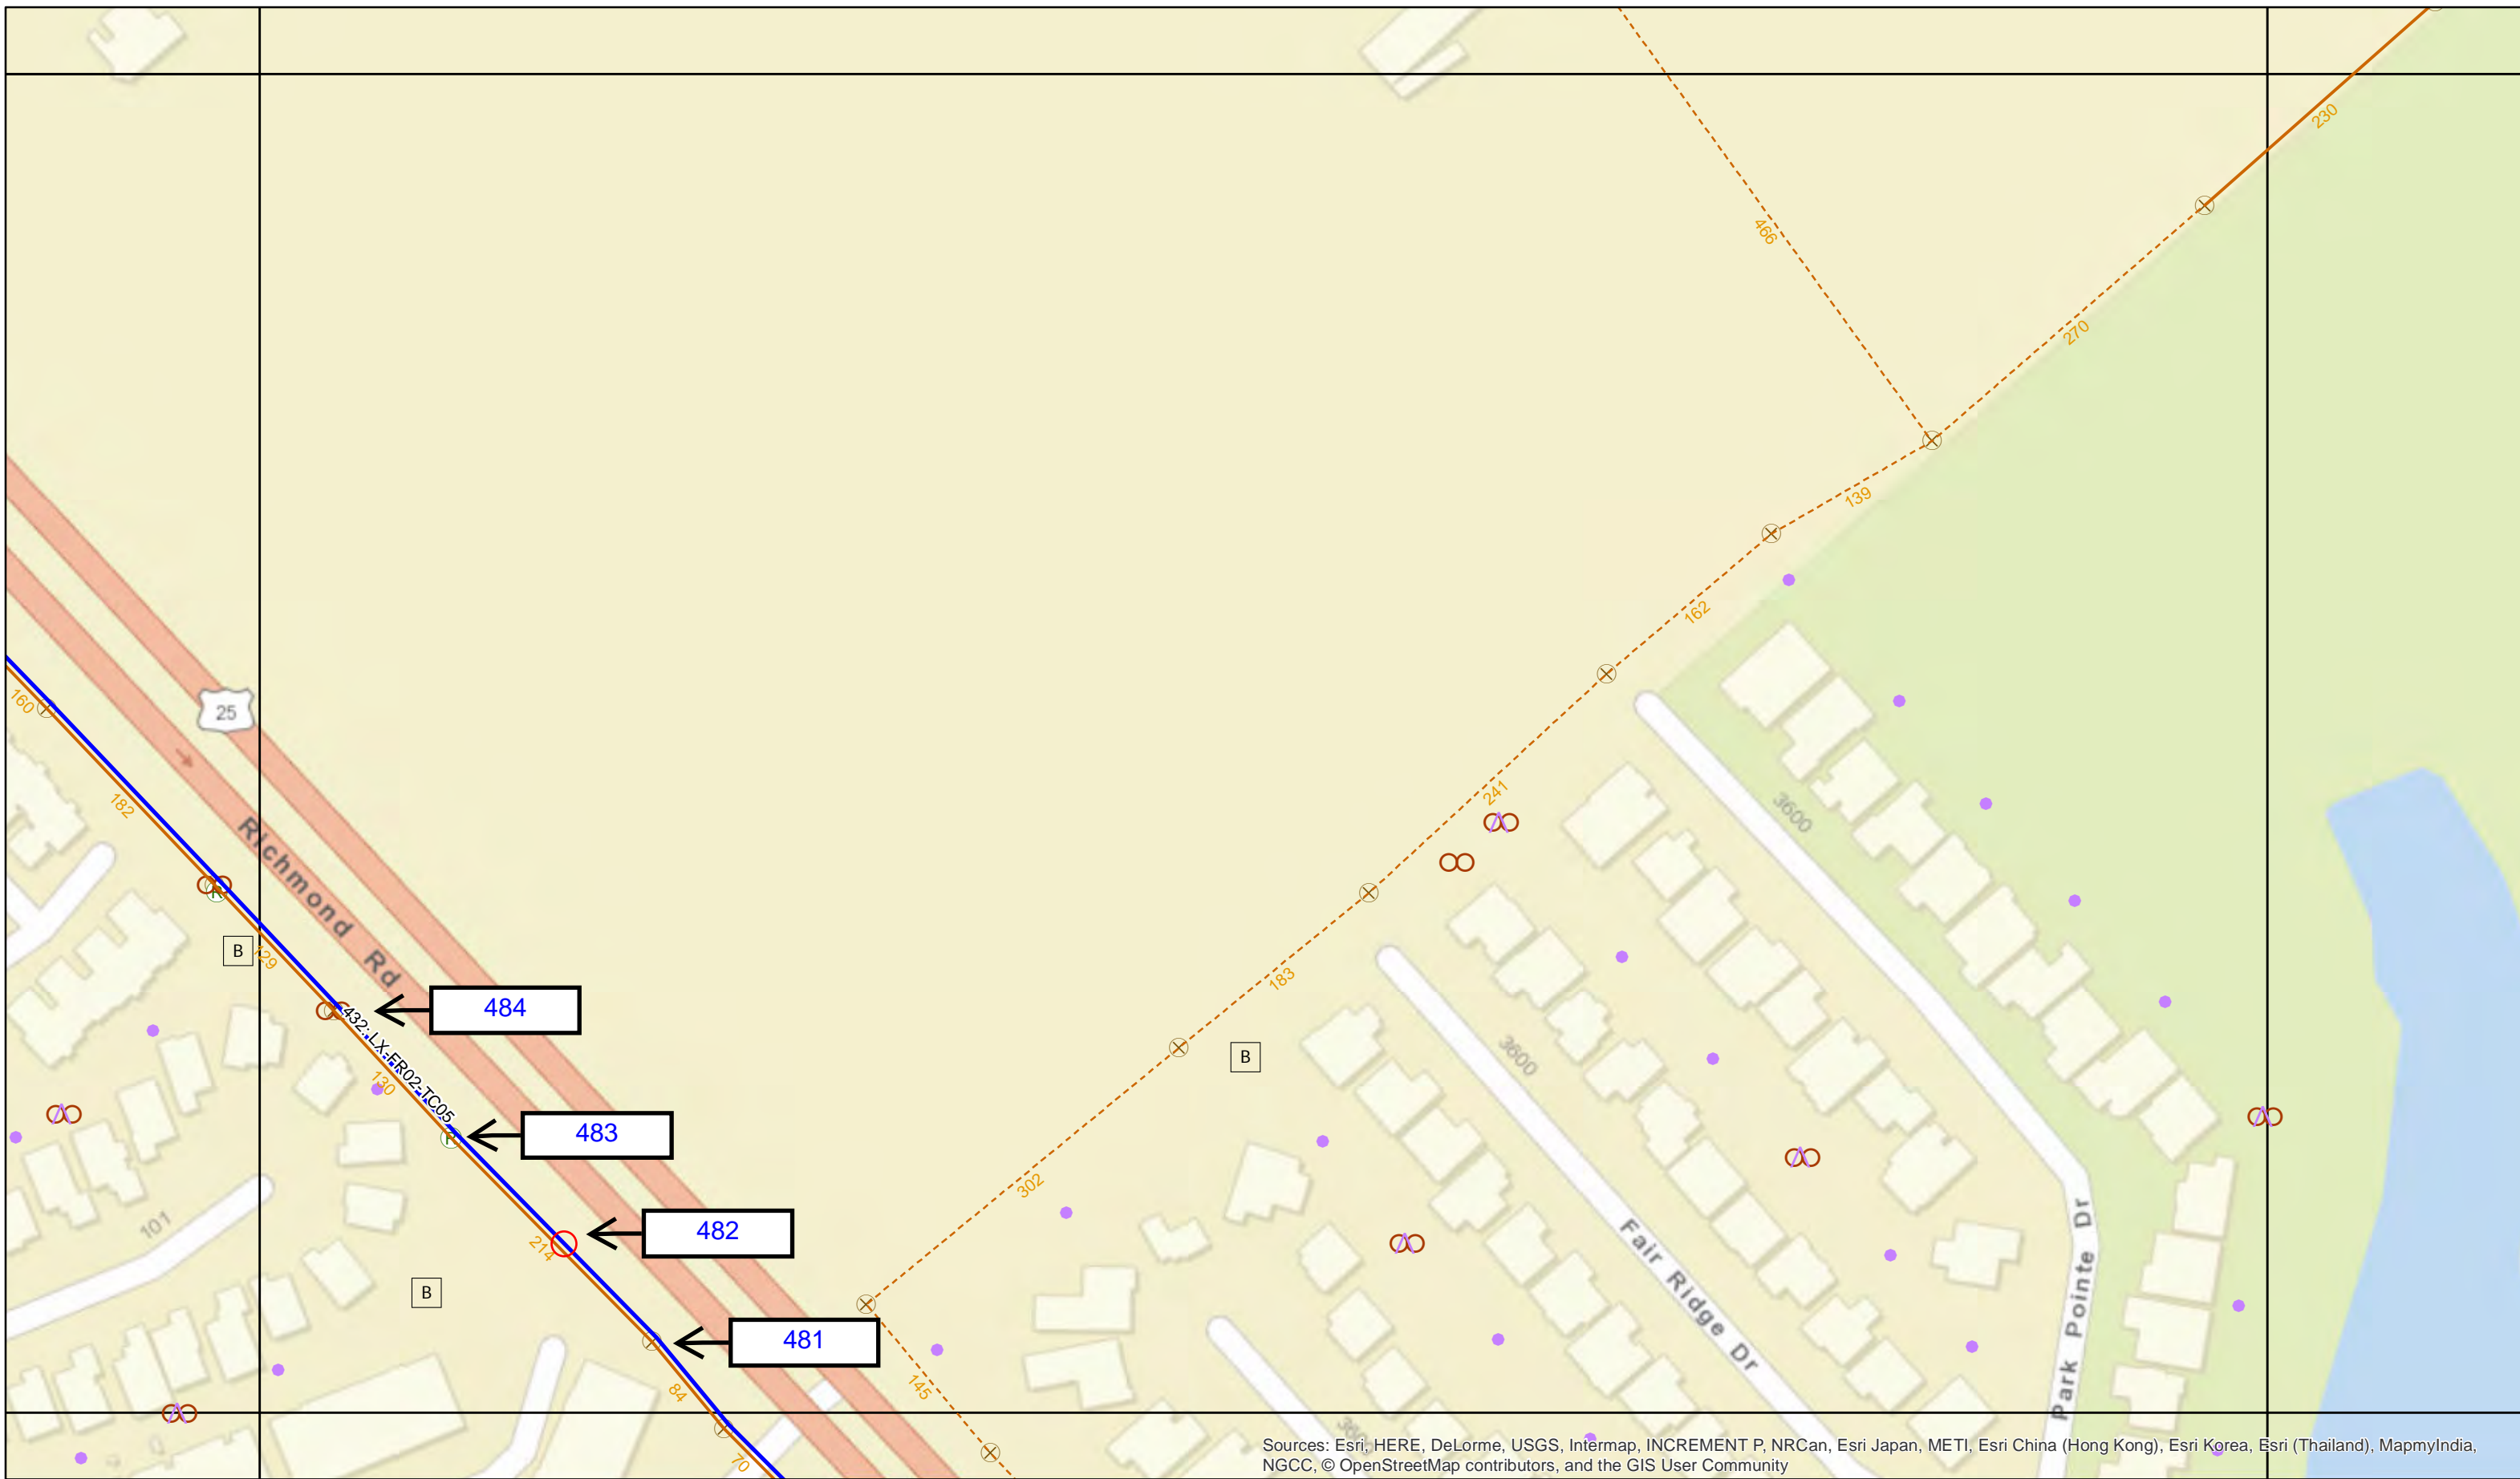 230
466
270
139
162
160
25
182
241
3600
Richmond Rd
B
129
183
484
432: LX-FR02-TC05
3600
B
130
R
R
483
302
101
482
214
Fair Ridge Dr
Park Pointe Dr
B
481
84
145
70
Sources: Esri, HERE, DeLorme, USGS, Intermap, INCREMENT P, NRCan, Esri Japan, METI, Esri China (Hong Kong), Esri Korea, Esri (Thailand), MapmyIndia,
NGCC, © OpenStreetMap contributors, and the GIS User Community